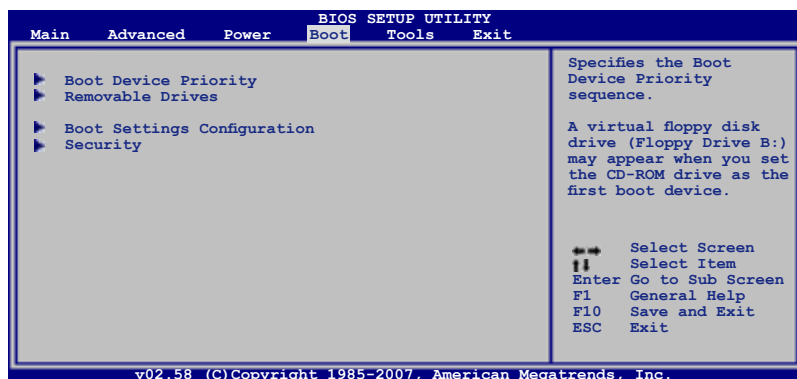 BIOS SETUP UTILITY
Main Advanced Power Boot Tools Exit
Boot Device Priority
Removable Drives
Boot Settings Configuration
Security
Specifies the Boot
Device Priority
sequence.
A virtual floppy disk
drive (Floppy Drive B:)
may appear when you set
the CD-ROM drive as the
first boot device.
Select Screen
Select Item
Enter Go to Sub Screen
F1 General Help
F10 Save and Exit
ESC Exit
v02.58 (C)Copyright 1985-2007, American Megatrends, Inc.